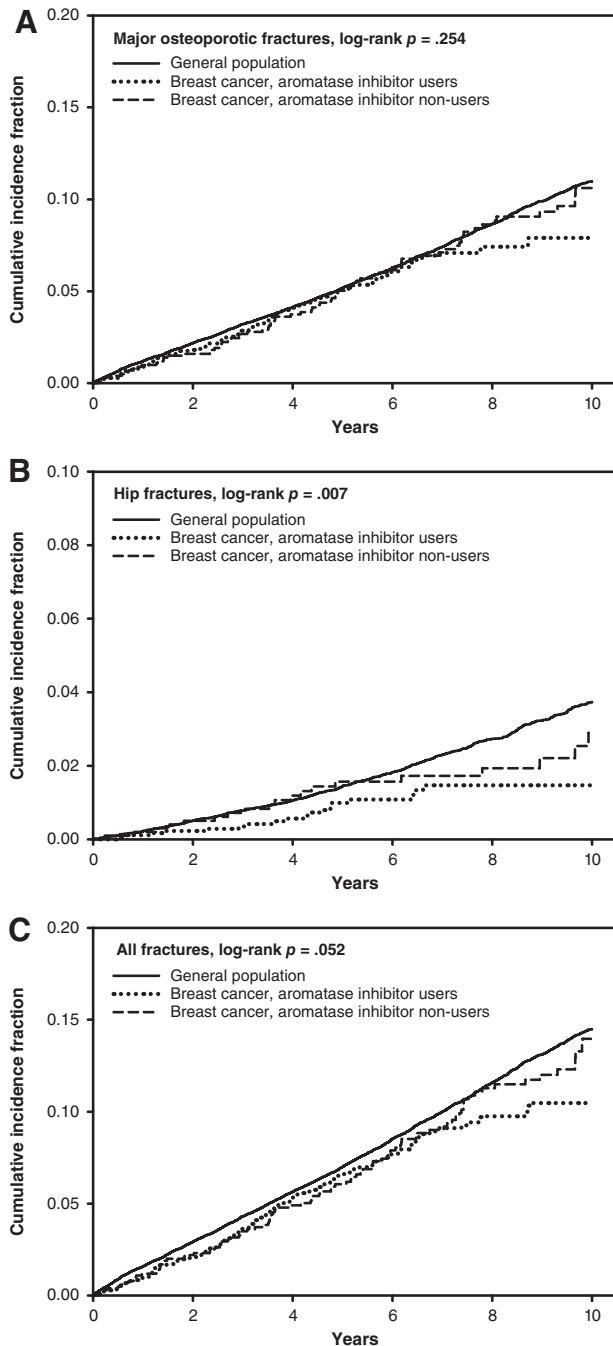 A
Major osteoporotic fractures, log-rank p = .254
General population
Breast cancer, aromatase inhibitor users
Breast cancer, aromatase inhibitor non-users
Cumulative incidence fraction
0.20
0.15
0.10
0.05
0.00
0 2 4 6 8 10
Years
B
Hip fractures, log-rank p = .007
General population
Breast cancer, aromatase inhibitor users
Breast cancer, aromatase inhibitor non-users
Cumulative incidence fraction
0.10
0.08
0.06
0.04
0.02
0.00
0 2 4 6 8 10
Years
C
All fractures, log-rank p = .052
General population
Breast cancer, aromatase inhibitor users
Breast cancer, aromatase inhibitor non-users
Cumulative incidence fraction
0.20
0.15
0.10
0.05
0.00
0 2 4 6 8 10
Years